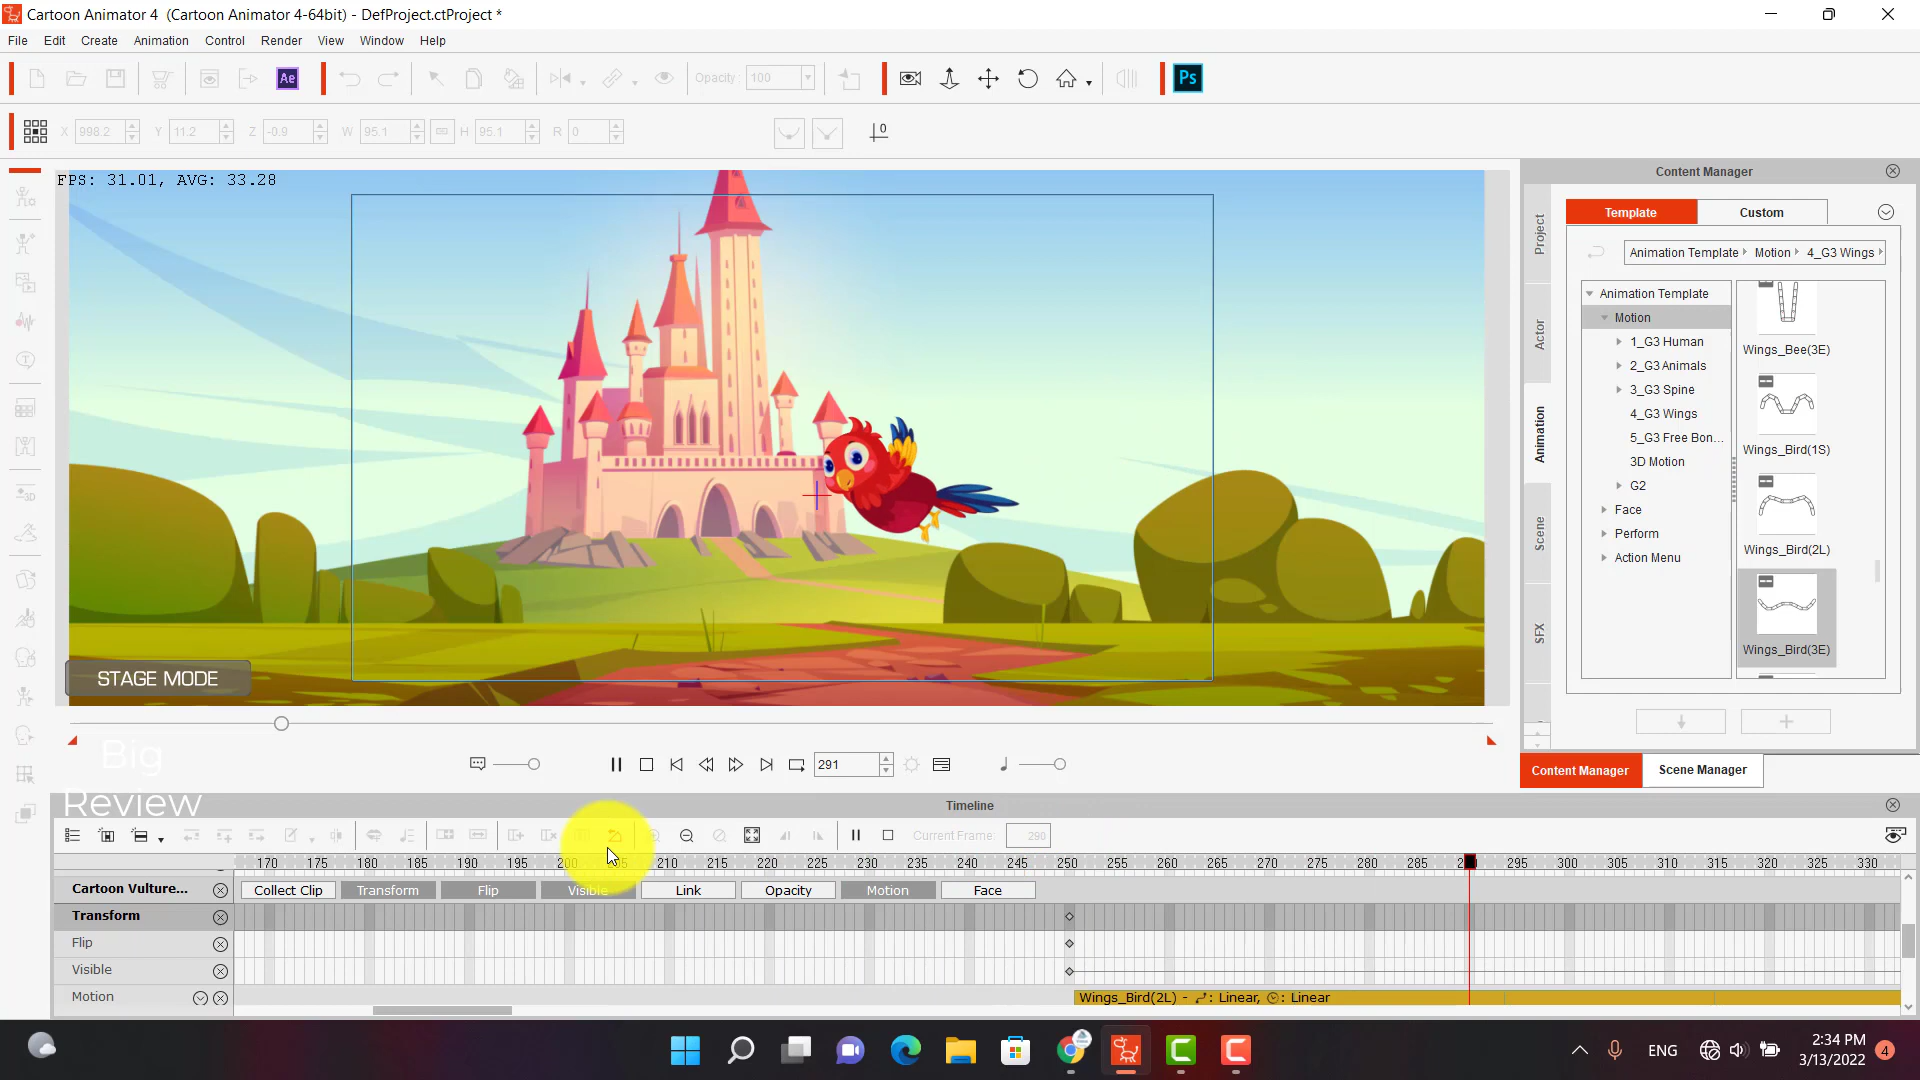 Cartoon Animator 4  (Cartoon Animator 4-64bit) - DefProject.ctProject *
File Edit Create Animation Control Render View Window Help
Ae Opacity : 100 Ps
X 998.2 Y 11.2 Z -0.9 W 95.1 H 95.1 R 0 0
FPS: 31.01, AVG: 33.28
STAGE MODE
Content Manager
Template Custom
Animation Template Motion 4_G3 Wings
Project
Actor
Animation
Scene
SFX
Animation Template
Motion
1_G3 Human
2_G3 Animals
3_G3 Spine
4_G3 Wings
5_G3 Free Bon...
3D Motion
G2
Face
Perform
Action Menu
Wings_Bee(3E)
Wings_Bird(1S)
Wings_Bird(2L)
Wings_Bird(3E)
Content Manager Scene Manager
Big
Review
291
Timeline
Current Frame: 290
170 175 180 185 190 195 200 205 210 215 220 225 230 235 240 245 250 255 260 265 270 275 280 285 295 300 305 310 315 320 325 330
Cartoon Vulture... Collect Clip Transform Flip Visible Link Opacity Motion Face
Transform
Flip
Visible
Motion
Wings_Bird(2L) - : Linear, : Linear
ENG
2:34 PM
3/13/2022
4